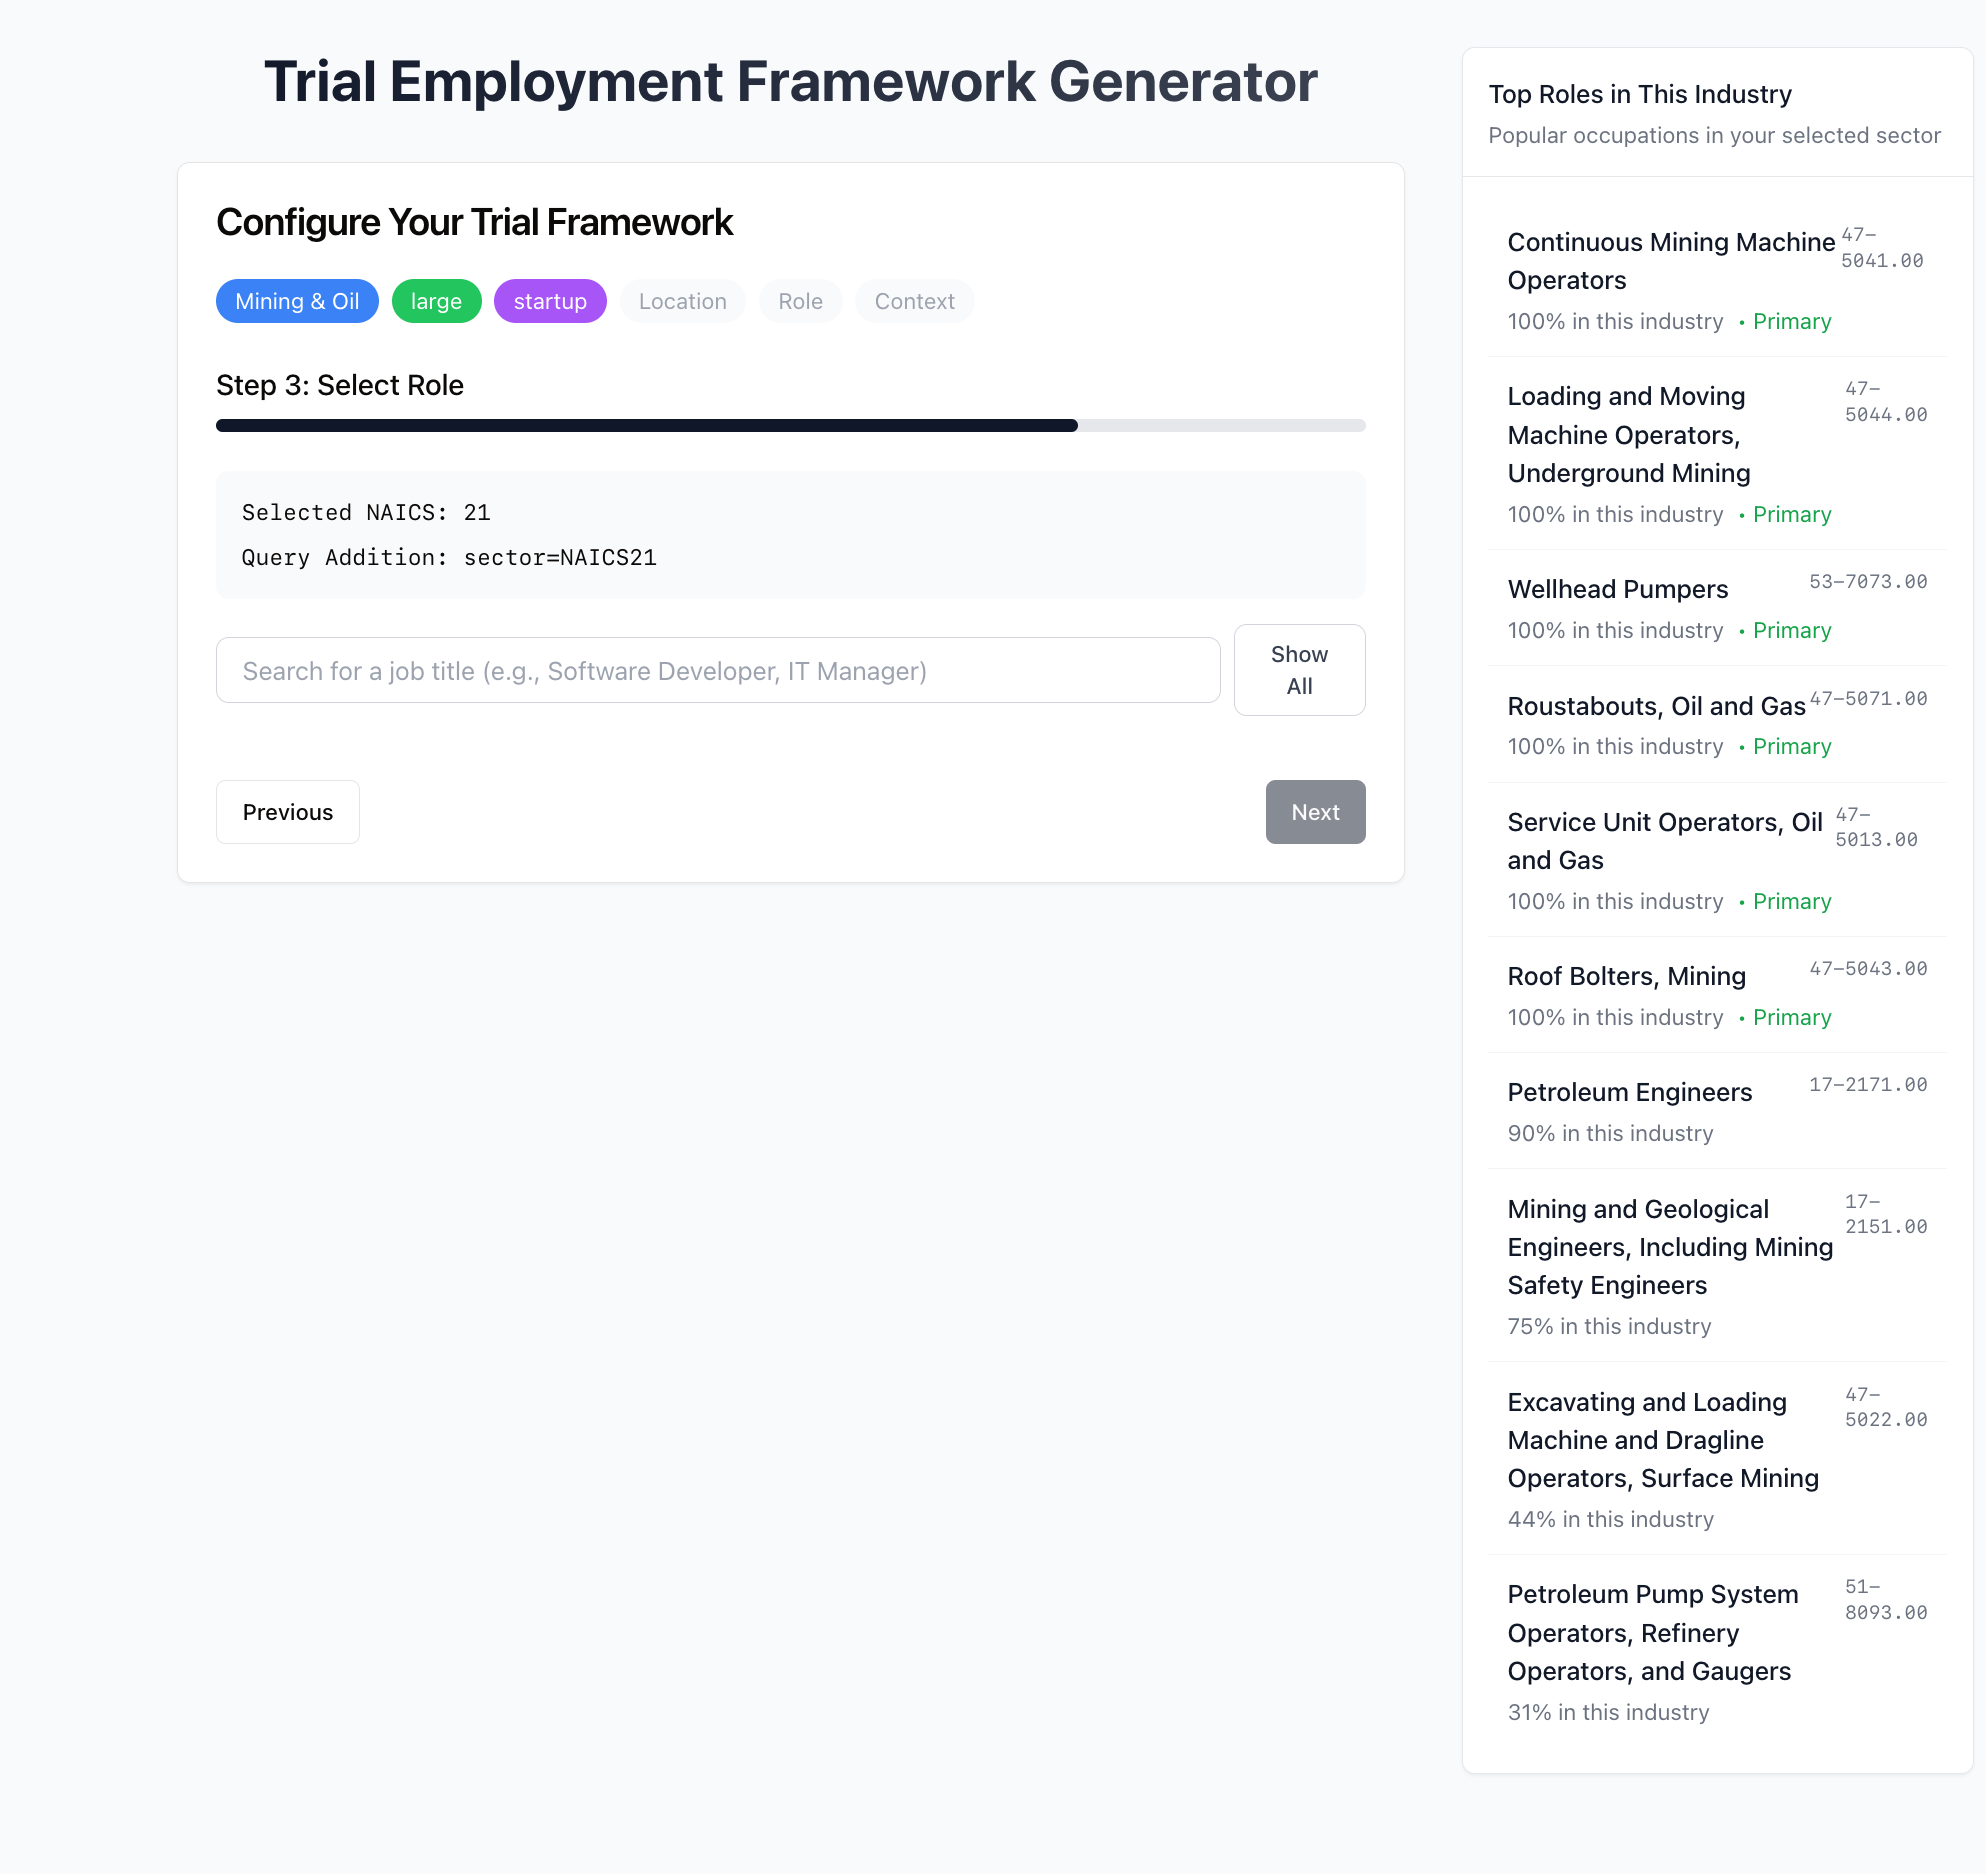 Trial Employment Framework Generator
Configure Your Trial Framework
Mining & Oil large startup Location Role Context
Step 3: Select Role
Selected NAICS: 21
Query Addition: sector=NAICS21
Search for a job title (e.g., Software Developer, IT Manager)
Show
All
Previous
Next
Top Roles in This Industry
Popular occupations in your selected sector
Continuous Mining Machine
Operators
47-
5041.00
100% in this industry • Primary
Loading and Moving
Machine Operators,
Underground Mining
47-
5044.00
100% in this industry • Primary
Wellhead Pumpers 53-7073.00
100% in this industry • Primary
Roustabouts, Oil and Gas 47-5071.00
100% in this industry • Primary
Service Unit Operators, Oil
and Gas
47-
5013.00
100% in this industry • Primary
Roof Bolters, Mining 47-5043.00
100% in this industry • Primary
Petroleum Engineers 17-2171.00
90% in this industry
Mining and Geological
Engineers, Including Mining
Safety Engineers
17-
2151.00
75% in this industry
Excavating and Loading
Machine and Dragline
Operators, Surface Mining
47-
5022.00
44% in this industry
Petroleum Pump System
Operators, Refinery
Operators, and Gaugers
51-
8093.00
31% in this industry